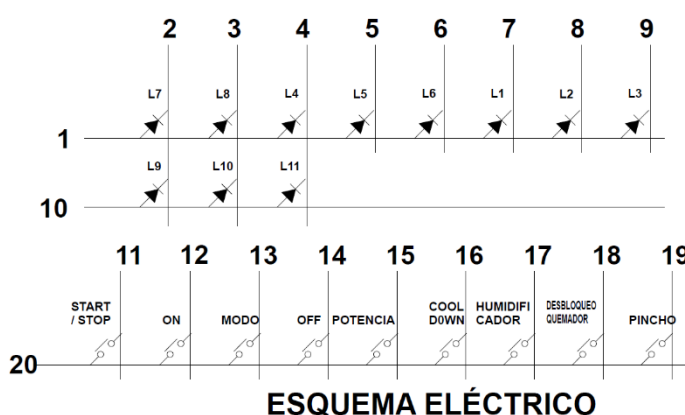 2 3 4 5 6 7 8 9
L7 L8 L4 L5 L6 L1 L2 L3
1
L9 L10 L11
10
11 12 13 14 15 16 17 18 19
START
/ STOP
ON
MODO
OFF
POTENCIA
COOL
D0WN
HUMIDIFI
CADOR
DESBLOQUEO
QUEMADOR
PINCHO
20
ESQUEMA ELÉCTRICO